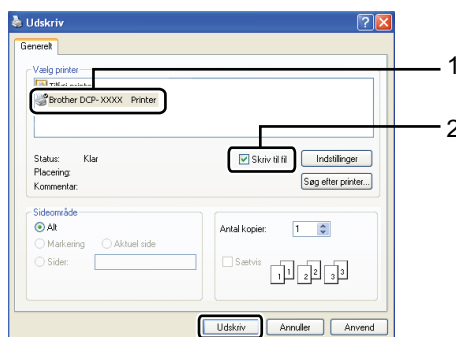 Udskriv
Generelt
Vælg printer
Brother DCP-XXXX Printer
1
2
Status: Klar
Placering:
Kommentar:
Skriv til fil
Indstillinger
Søg efter printer...
Sideområde
Alt
Markering Aktuel side
Sider:
Antal kopier: 1
Sætvis
1 1 2 2 3 3
Udskriv Annuller Anvend